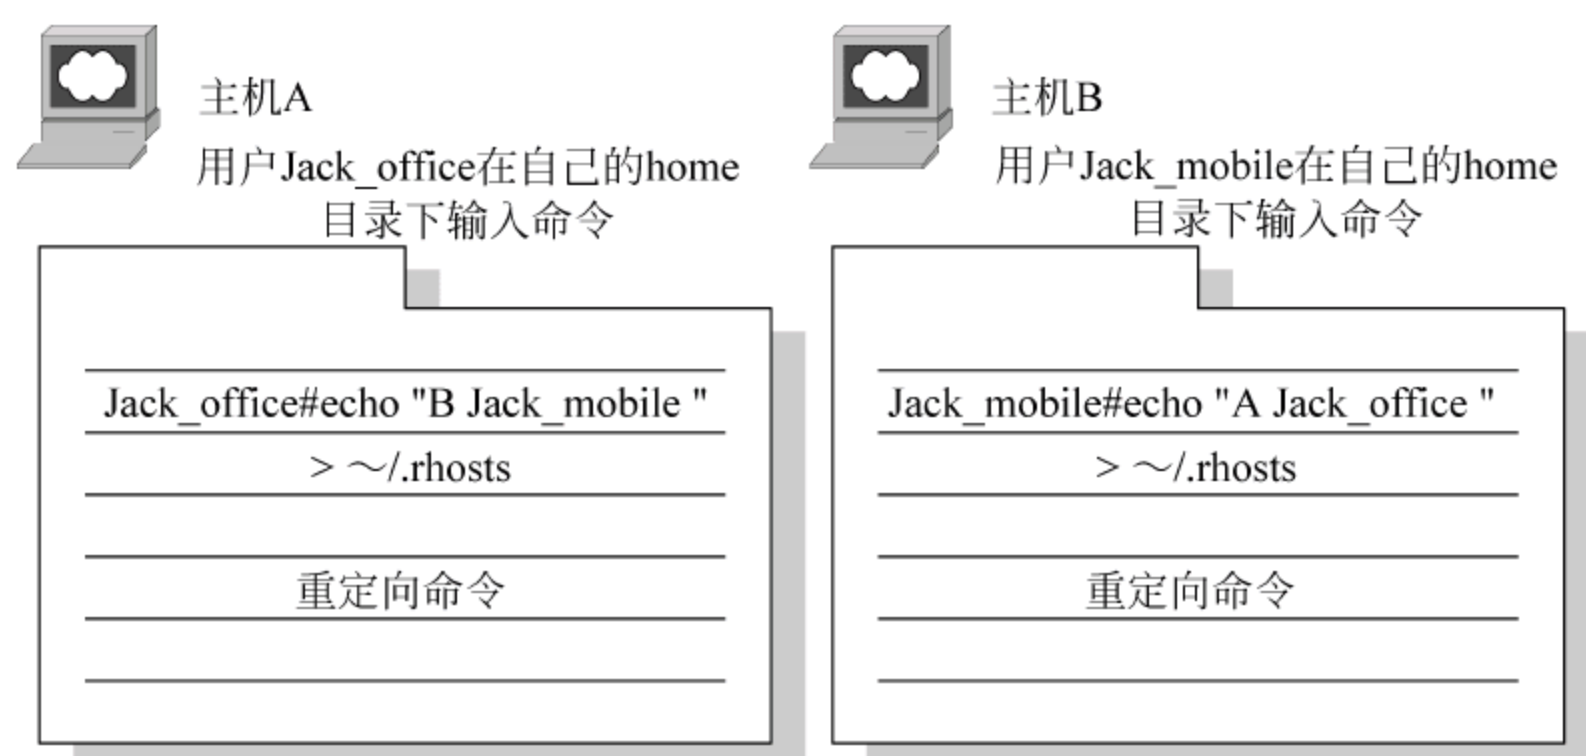 主机A
用户Jack_office在自己的home
目录下输入命令
Jack_office#echo "B Jack_mobile "
> ～/.rhosts
重定向命令
主机B
用户Jack_mobile在自己的home
目录下输入命令
Jack_mobile#echo "A Jack_office "
> ～/.rhosts
重定向命令